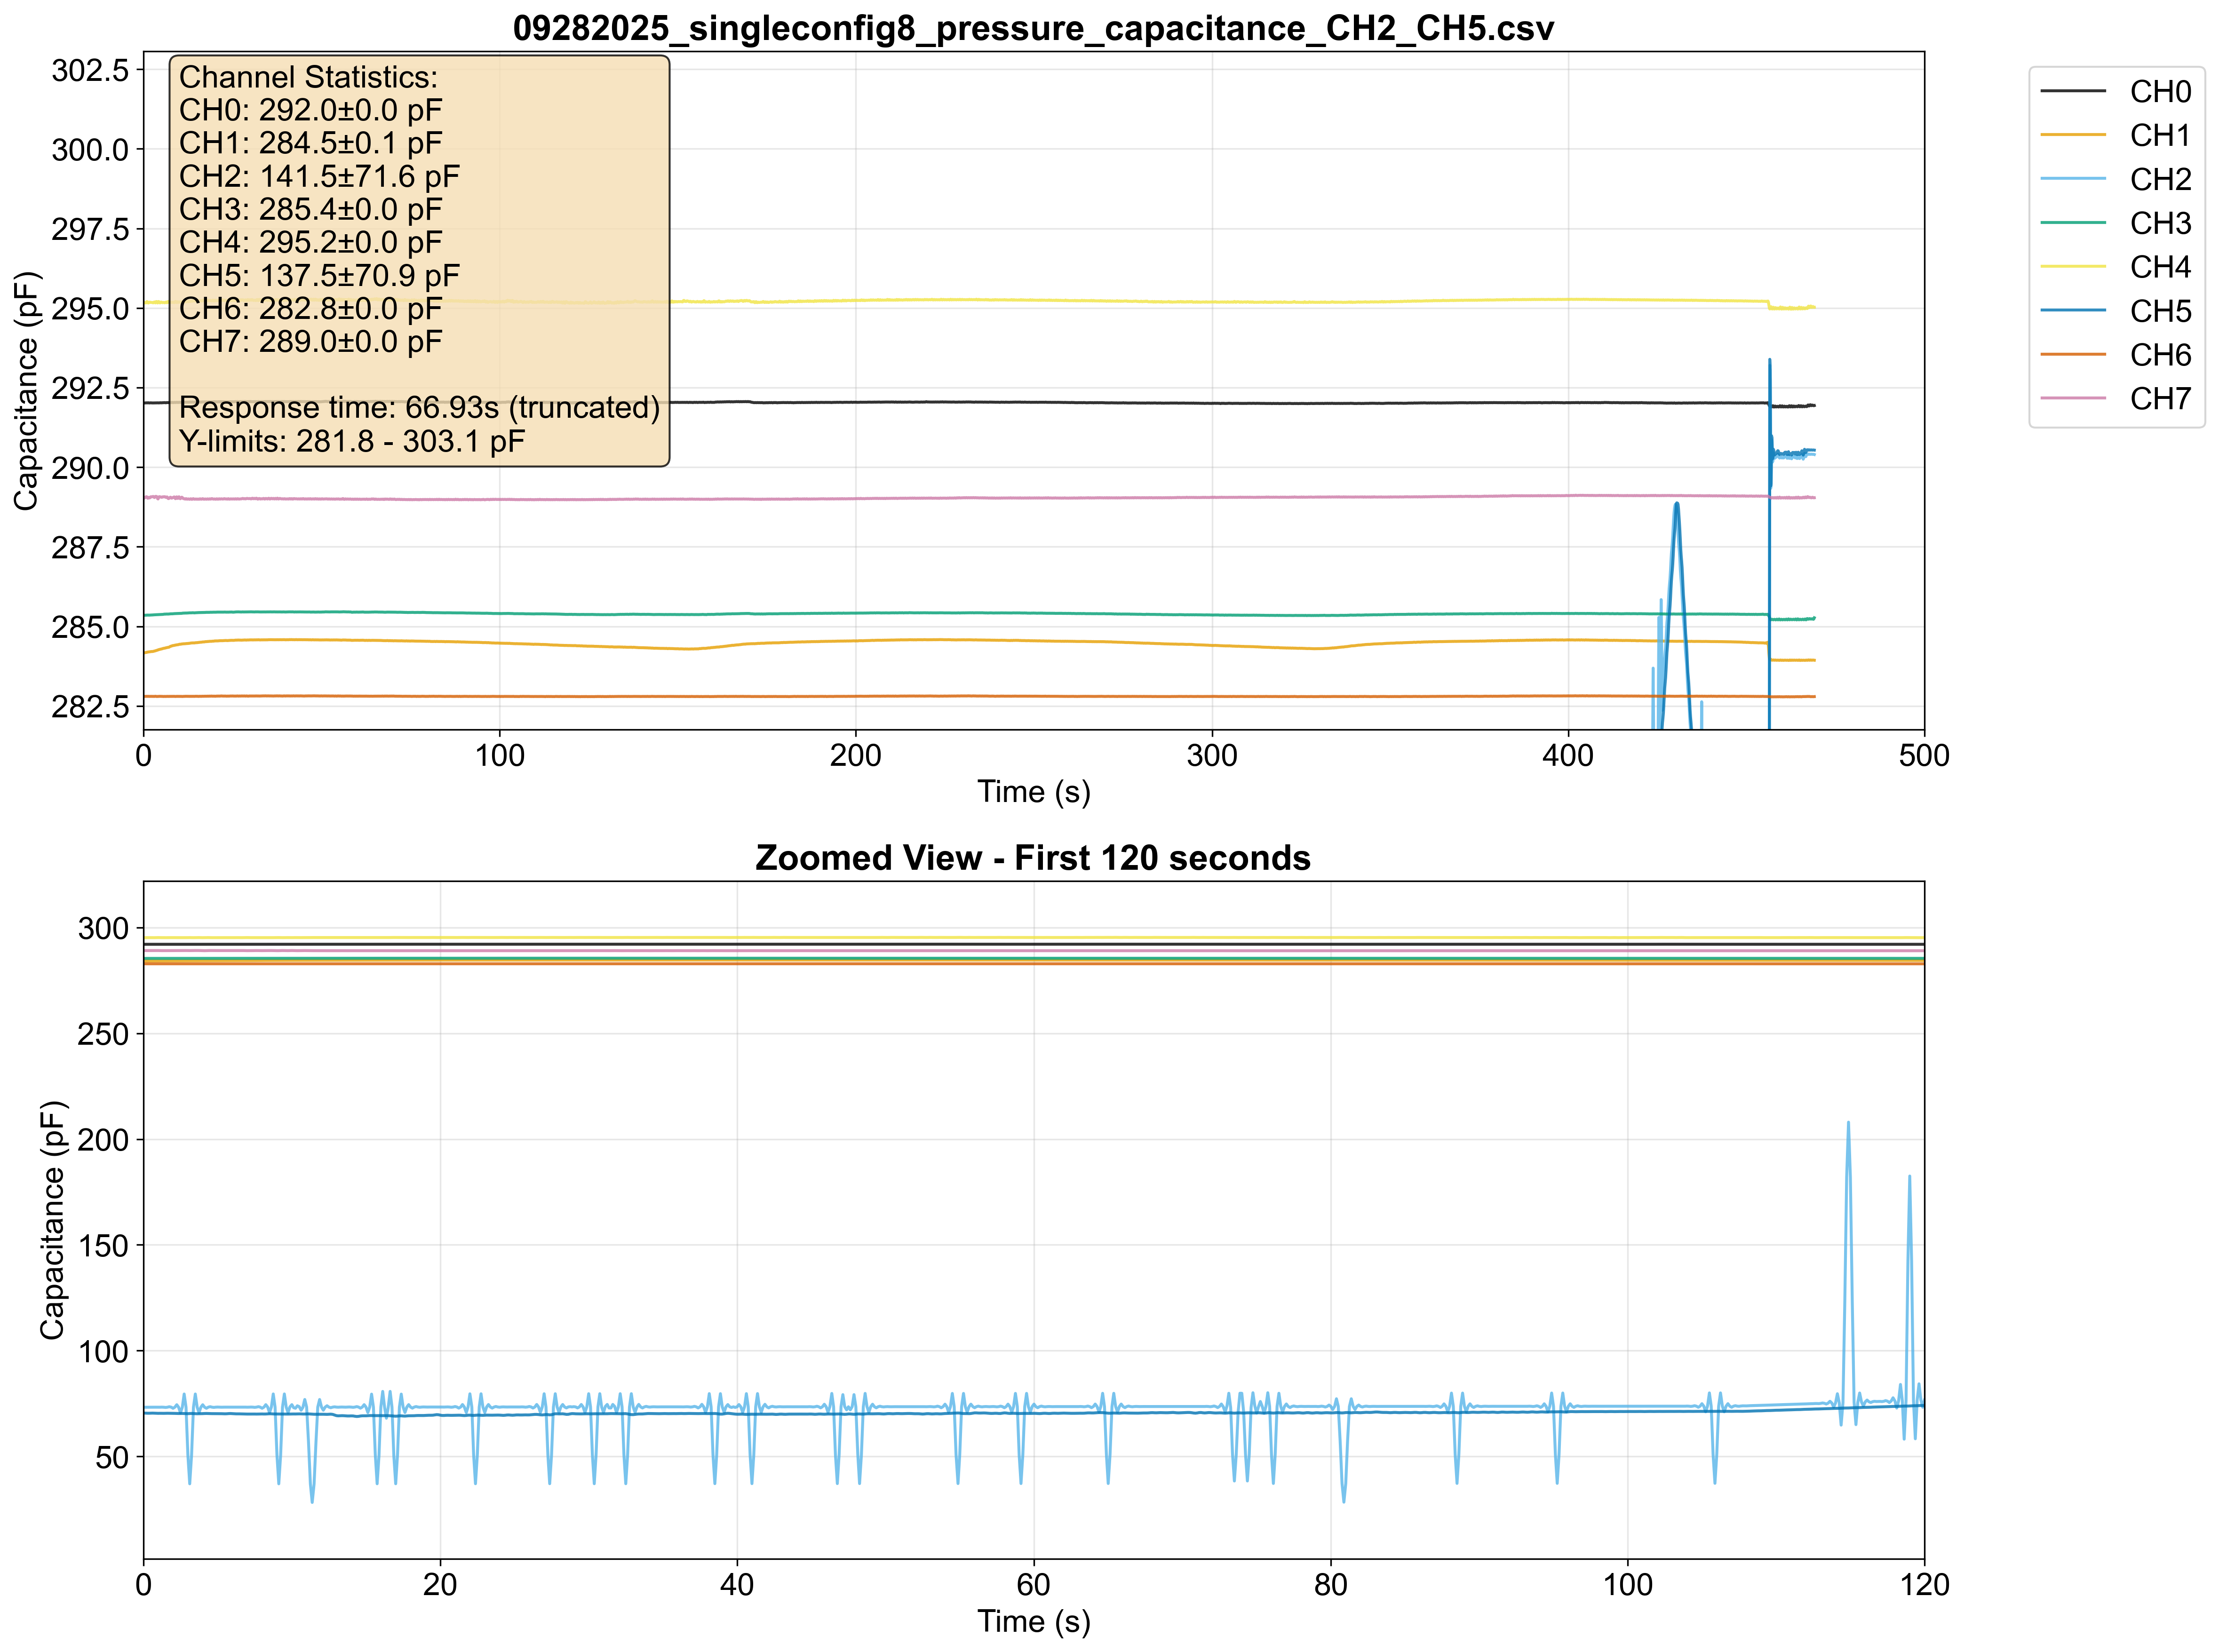 09282025_singleconfig8_pressure_capacitance_CH2_CH5.csv
Channel Statistics:
CH0: 292.0±0.0 pF
CH1: 284.5±0.1 pF
CH2: 141.5±71.6 pF
CH3: 285.4±0.0 pF
CH4: 295.2±0.0 pF
CH5: 137.5±70.9 pF
CH6: 282.8±0.0 pF
CH7: 289.0±0.0 pF
Response time: 66.93s (truncated)
Y-limits: 281.8 - 303.1 pF
Capacitance (pF)
302.5
300.0
297.5
295.0
292.5
290.0
287.5
285.0
282.5
0 100 200 300 400 500
Time (s)
CH0
CH1
CH2
CH3
CH4
CH5
CH6
CH7
Zoomed View - First 120 seconds
Capacitance (pF)
300
250
200
150
100
50
0 20 40 60 80 100 120
Time (s)